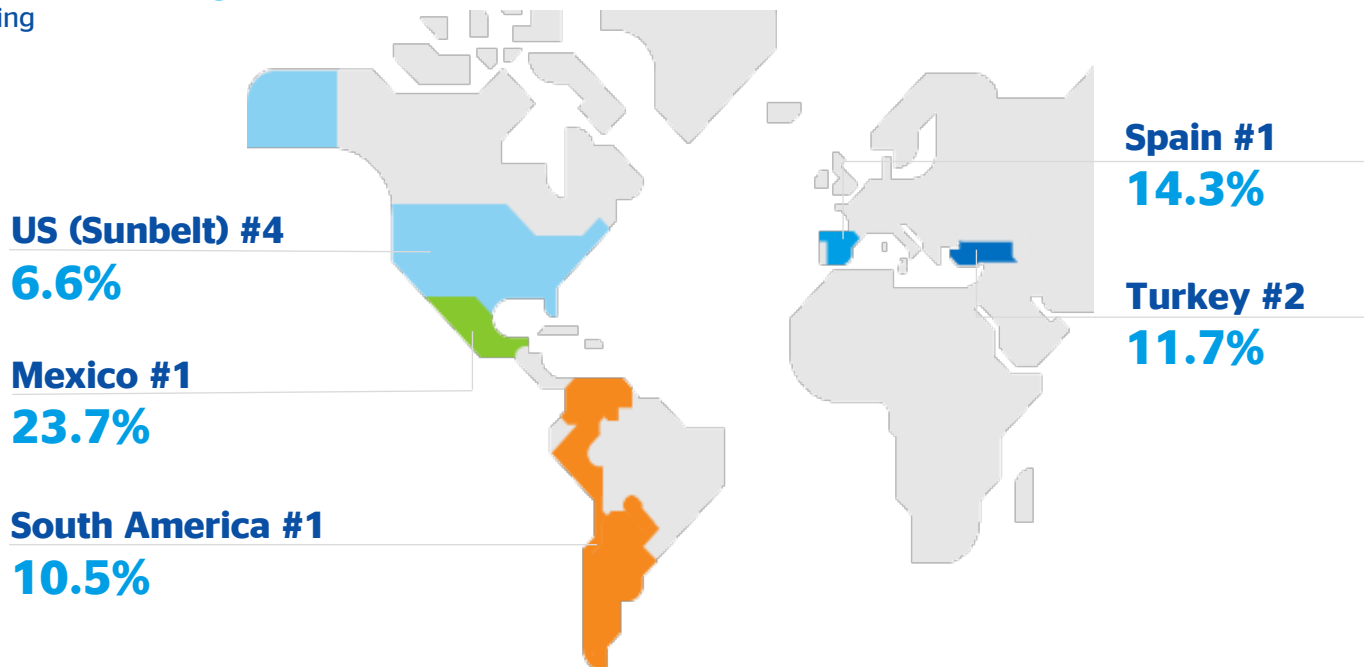 ing
US (Sunbelt) #4
6.6%
Mexico #1
23.7%
South America #1
10.5%
Spain #1
14.3%
Turkey #2
11.7%